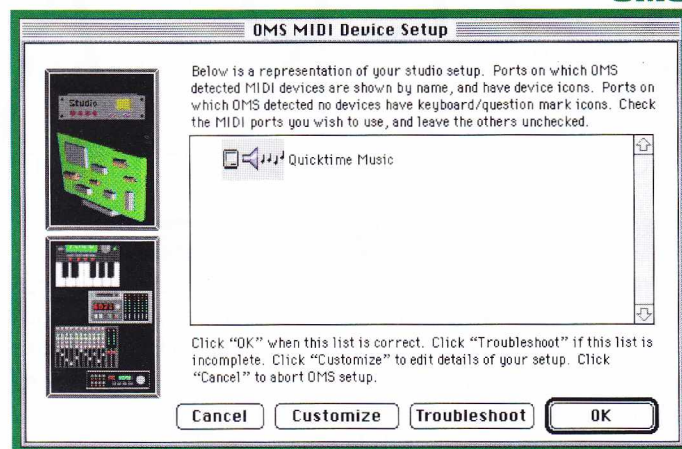 OMS MIDI Device Setup
Below is a representation of your studio setup. Ports on which OMS
detected MIDI devices are shown by name, and have device icons. Ports on
which OMS detected no devices have keyboard/question mark icons. Check
the MIDI ports you wish to use, and leave the others unchecked.
Studio
Quicktime Music
Click “OK” when this list is correct. Click “Troubleshoot” if this list is
incomplete. Click “Customize” to edit details of your setup. Click
“Cancel” to abort OMS setup.
Cancel Customize Troubleshoot OK